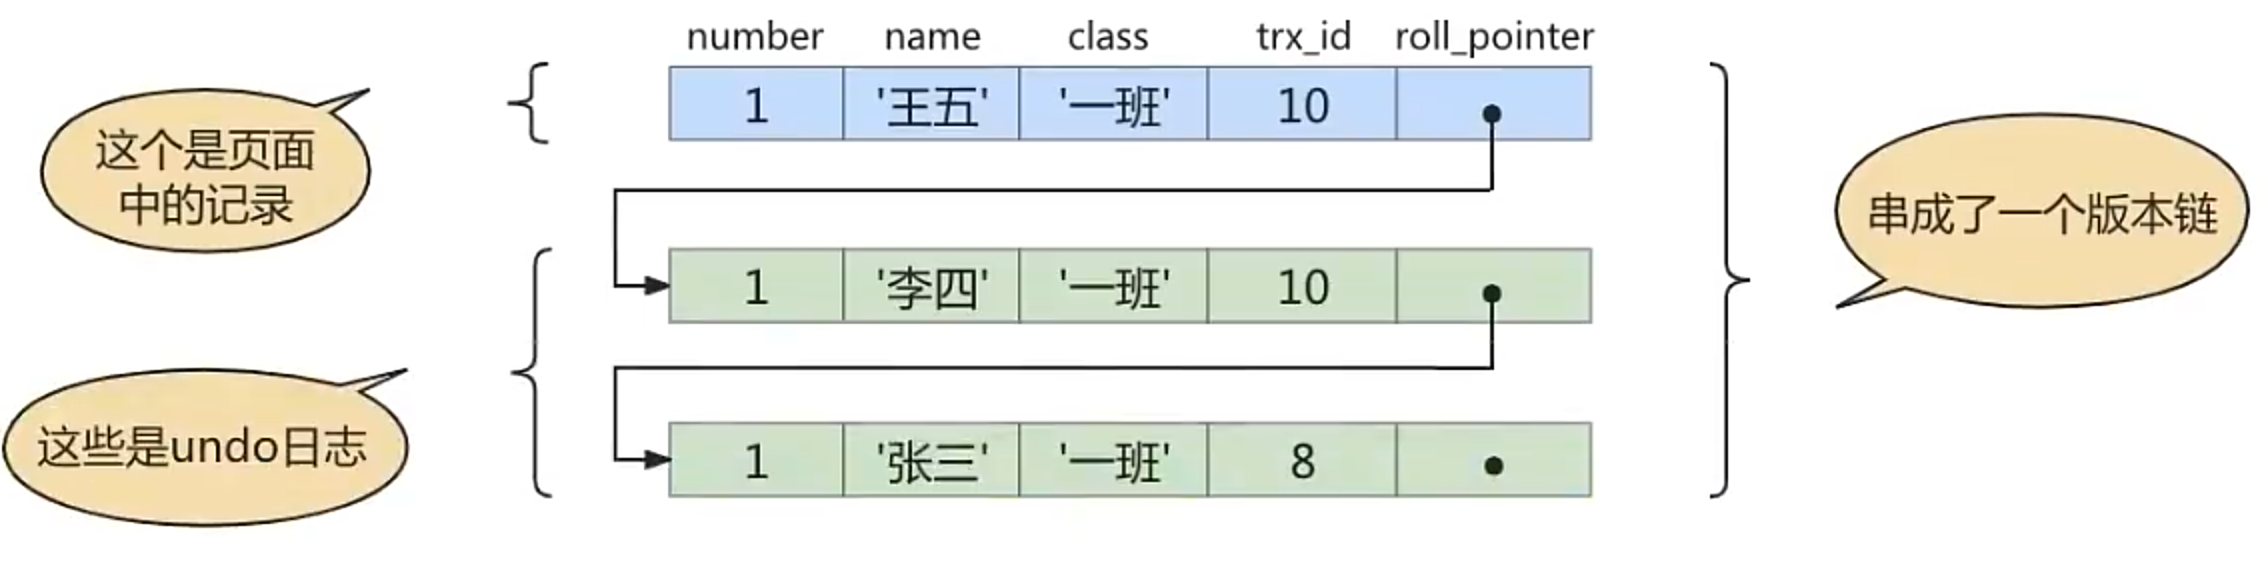 number name class trx_id roll_pointer
1 '王五' '一班' 10
这个是页面
中的记录
串成了一个版本链
1 '李四' '一班' 10
这些是undo日志
1 '张三' '一班' 8